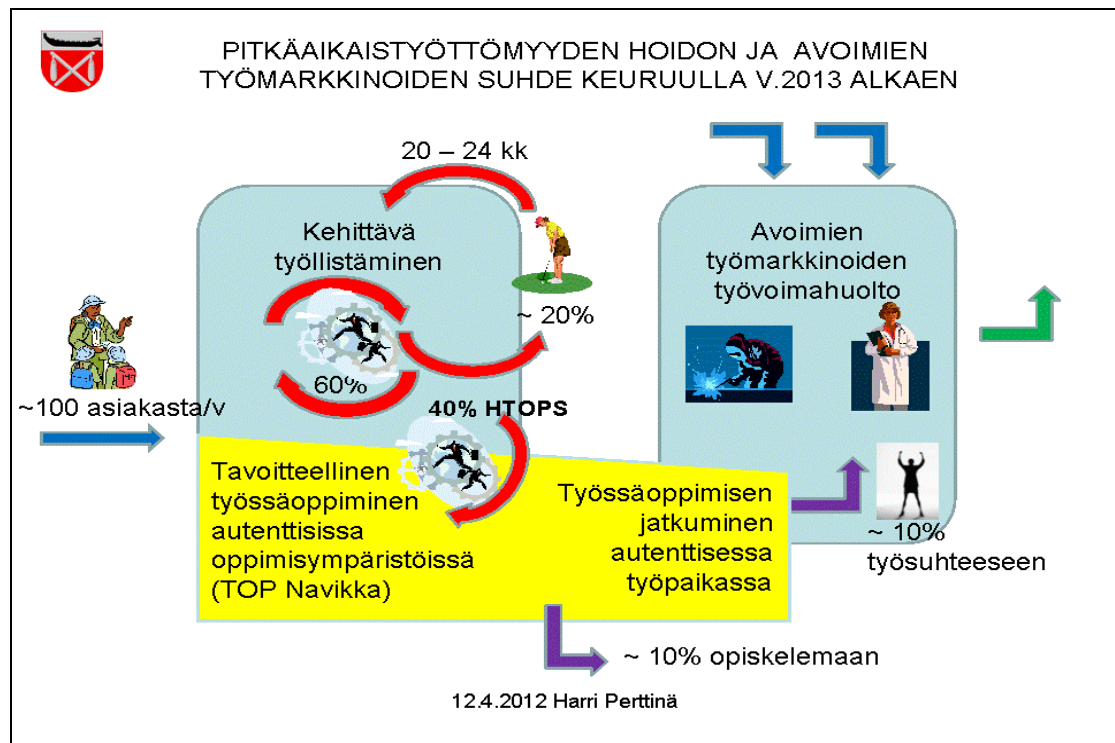 PITKÄAIKAISTYÖTTÖMYYDEN HOIDON JA AVOIMIEN
TYÖMARKKINOIDEN SUHDE KEURUULLA V.2013 ALKAEN
20 – 24 kk
Kehittävä
työllistäminen
~ 20%
60%
40% HTOPS
~100 asiakasta/v
Avoimien
työmarkkinoiden
työvoimahuolto
Tavoitteellinen
työssäoppiminen
autenttisissa
oppimisympäristöissä
(TOP Navikka)
Työssäoppimisen
jatkuminen
autenttisessa
työpaikassa
~ 10%
työsuhteeseen
~ 10% opiskelemaan
12.4.2012 Harri Perttinä